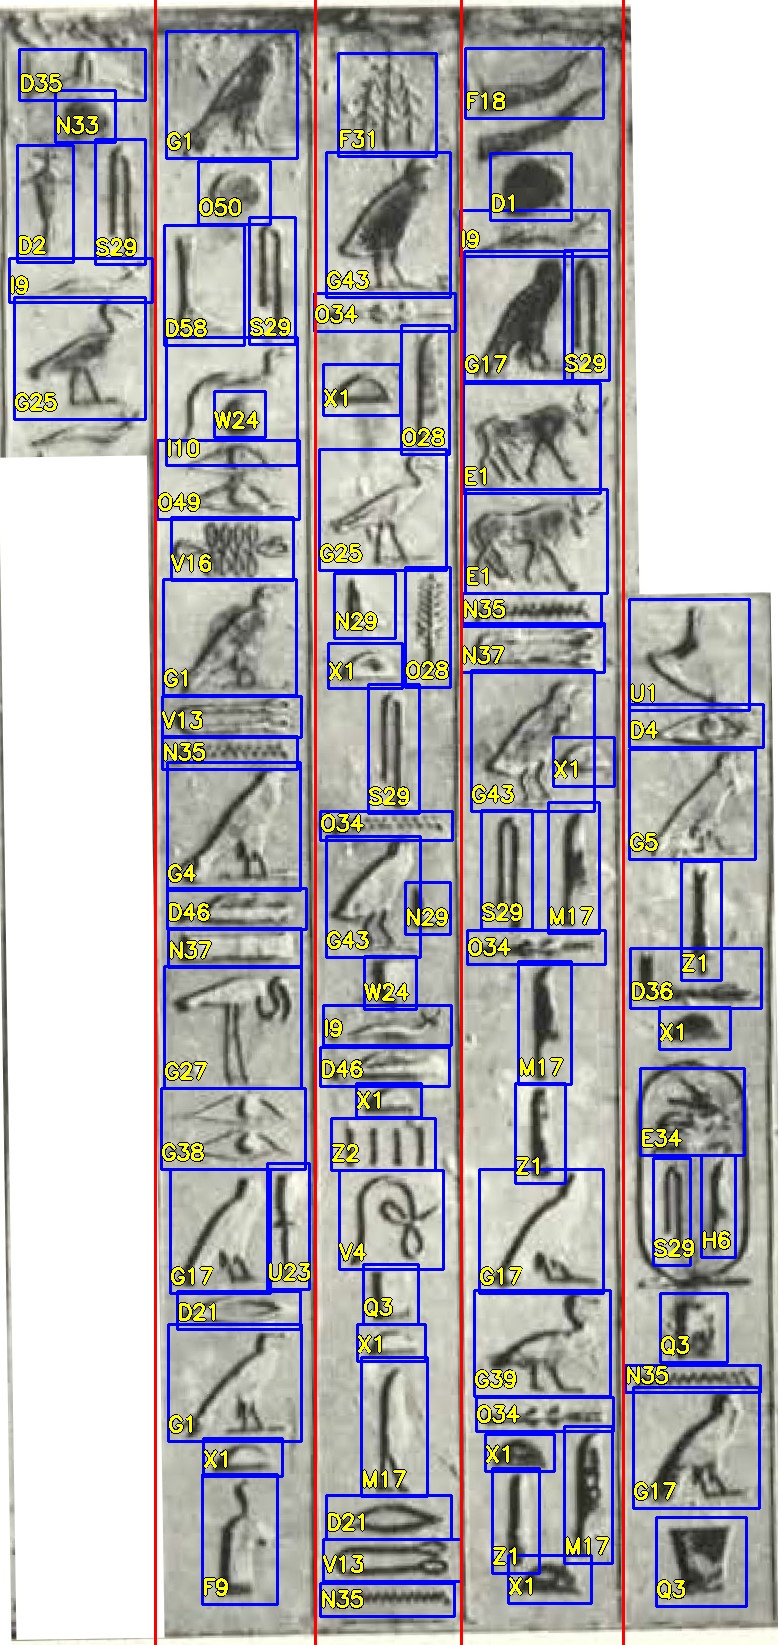 D35
N33
D2 S29
I9
G25
G1
O50
D58 S29
W24
I10
O49
V16
G1
V13
N35
G4
D46
N37
G27
G38
G17 U23
D21
G1
X1
F9
F31
G43
O34
X1 O28
G25
N29
X1 O28
S29
O34
G43 N29
W24
I9
D46
X1
Z2
V4
Q3
X1
M17
D21
V13
N35
F18
D1
I9
G17 S29
E1
E1
N35
N37
G43 X1
S29 M17
O34
M17
Z1
G17
G39
O34
X1
Z1 M17
X1
U1
D4
G5
Z1
D36
X1
E34
S29 H6
Q3
N35
G17
Q3